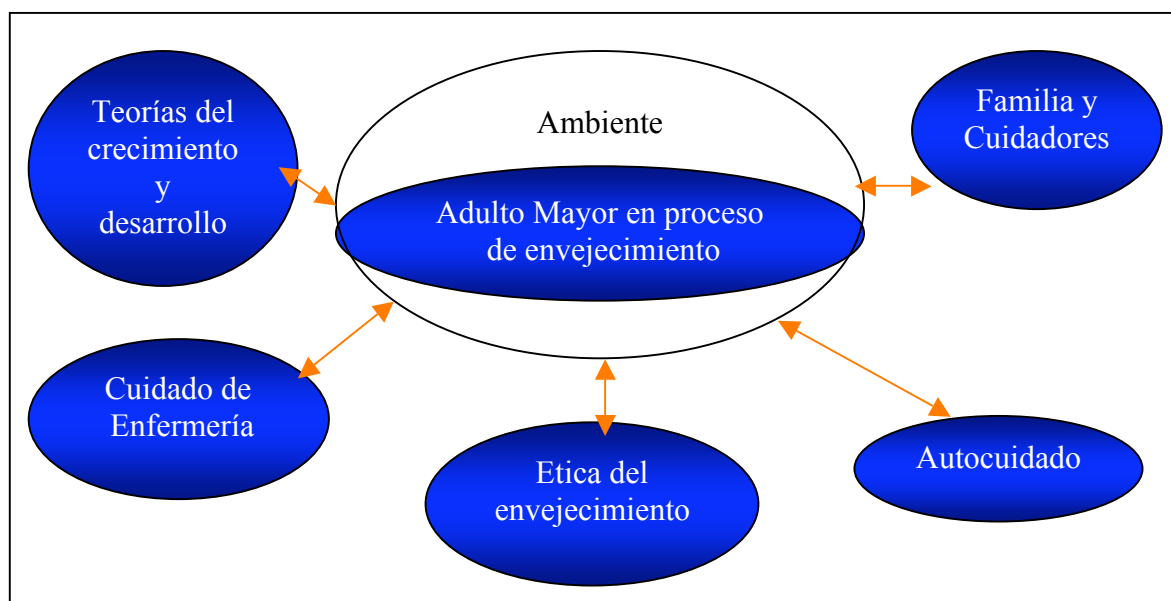 Teorías del
crecimiento
y
desarrollo
Ambiente
Adulto Mayor en proceso
de envejecimiento
Familia y
Cuidadores
Cuidado de
Enfermería
Etica del
envejecimiento
Autocuidado